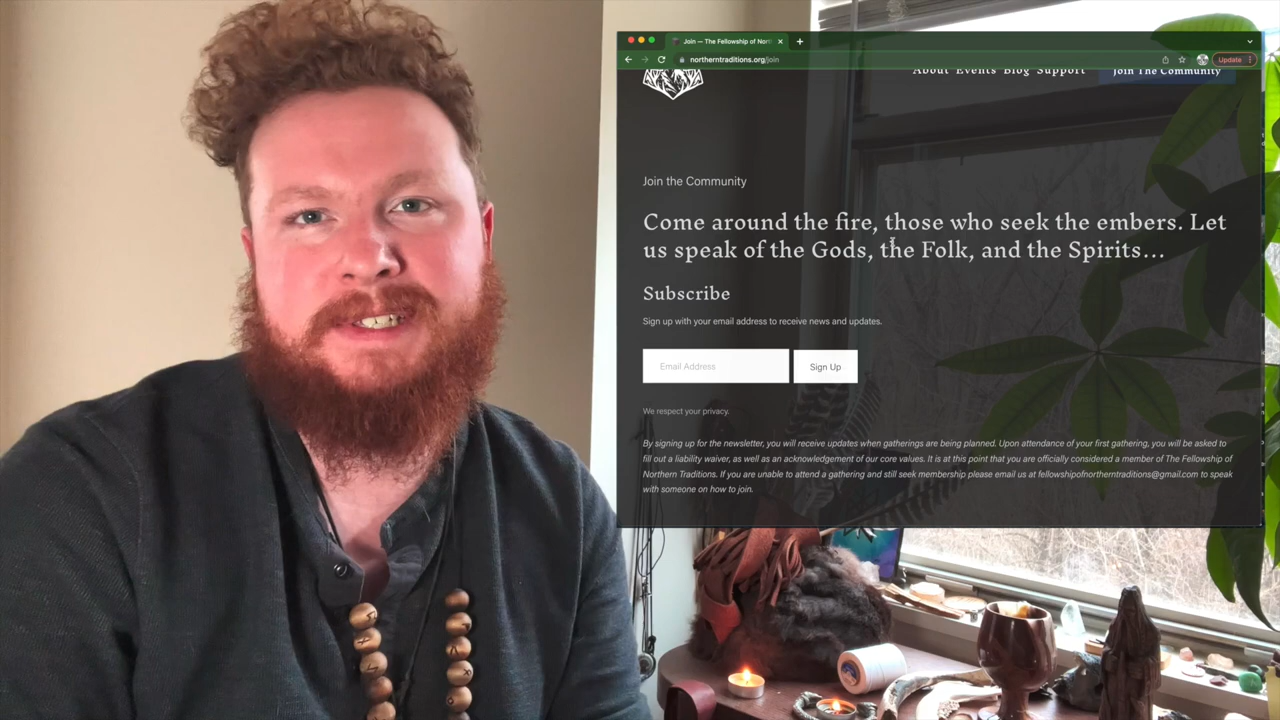 Join — The Fellowship of Nort
northerntraditions.org/join
Update
About Events Blog Support
Join The Community
Join the Community
Come around the fire, those who seek the embers. Let
us speak of the Gods, the Folk, and the Spirits...
Subscribe
Sign up with your email address to receive news and updates.
Email Address
Sign Up
We respect your privacy.
By signing up for the newsletter, you will receive updates when gatherings are being planned. Upon attendance of your first gathering, you will be asked to
fill out a liability waiver, as well as an acknowledgement of our core values. It is at this point that you are officially considered a member of The Fellowship of
Northern Traditions. If you are unable to attend a gathering and still seek membership please email us at fellowshipofnortherntraditions@gmail.com to speak
with someone on how to join.